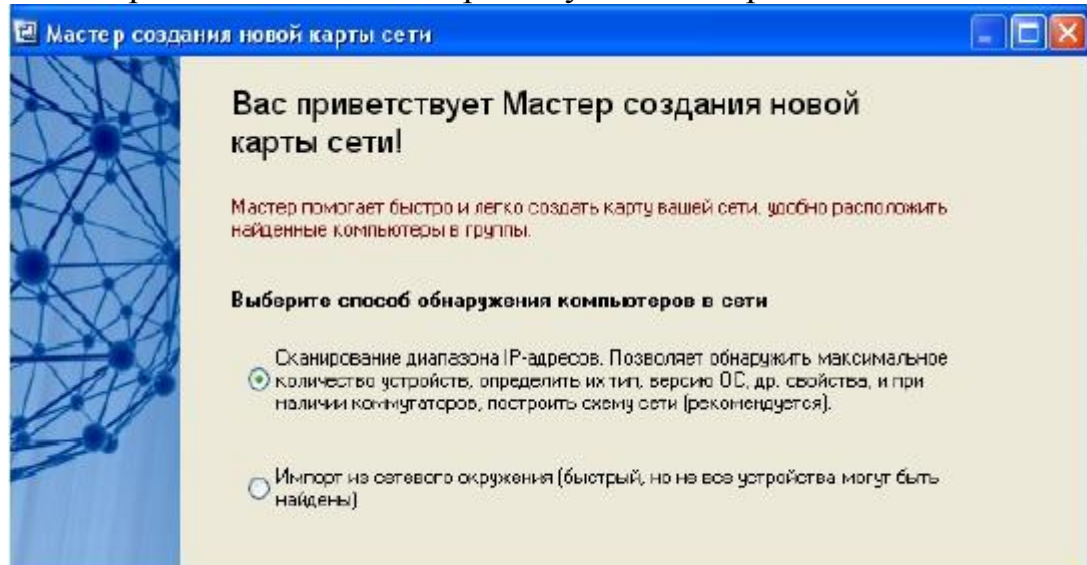 Мастер создания новой карты сети
Вас приветствует Мастер создания новой
карты сети!
Мастер помогает быстро и легко создать карту вашей сети, удобно расположить
найденные компьютеры в группы.
Выберите способ обнаружения компьютеров в сети
Сканирование диапазона IP-адресов. Позволяет обнаружить максимальное
количество устройств, определить их тип, версию ОС, др. свойства, и при
наличии коммутаторов, построить схему сети (рекомендуется).
Импорт из сетевого окружения (быстрый, но не все устройства могут быть
найдены)